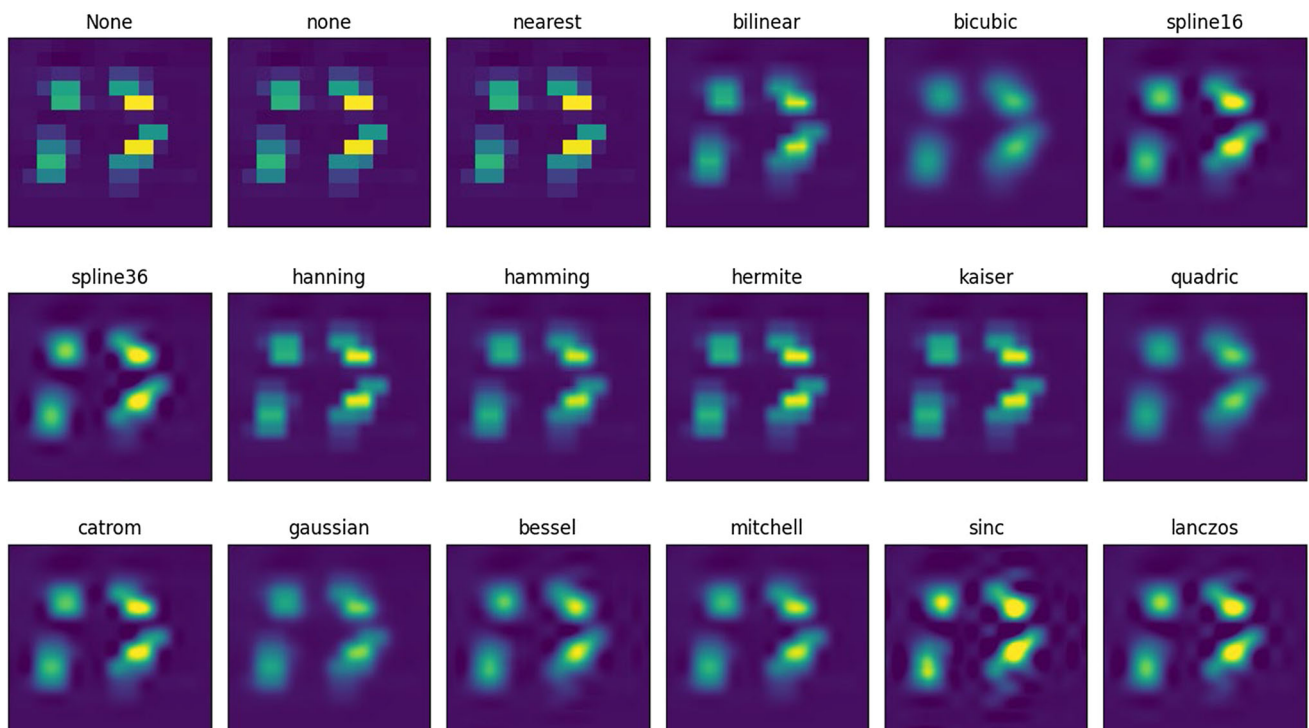 None none nearest bilinear bicubic spline16
spline36 hanning hamming hermite kaiser quadric
catrom gaussian bessel mitchell sinc lanczos